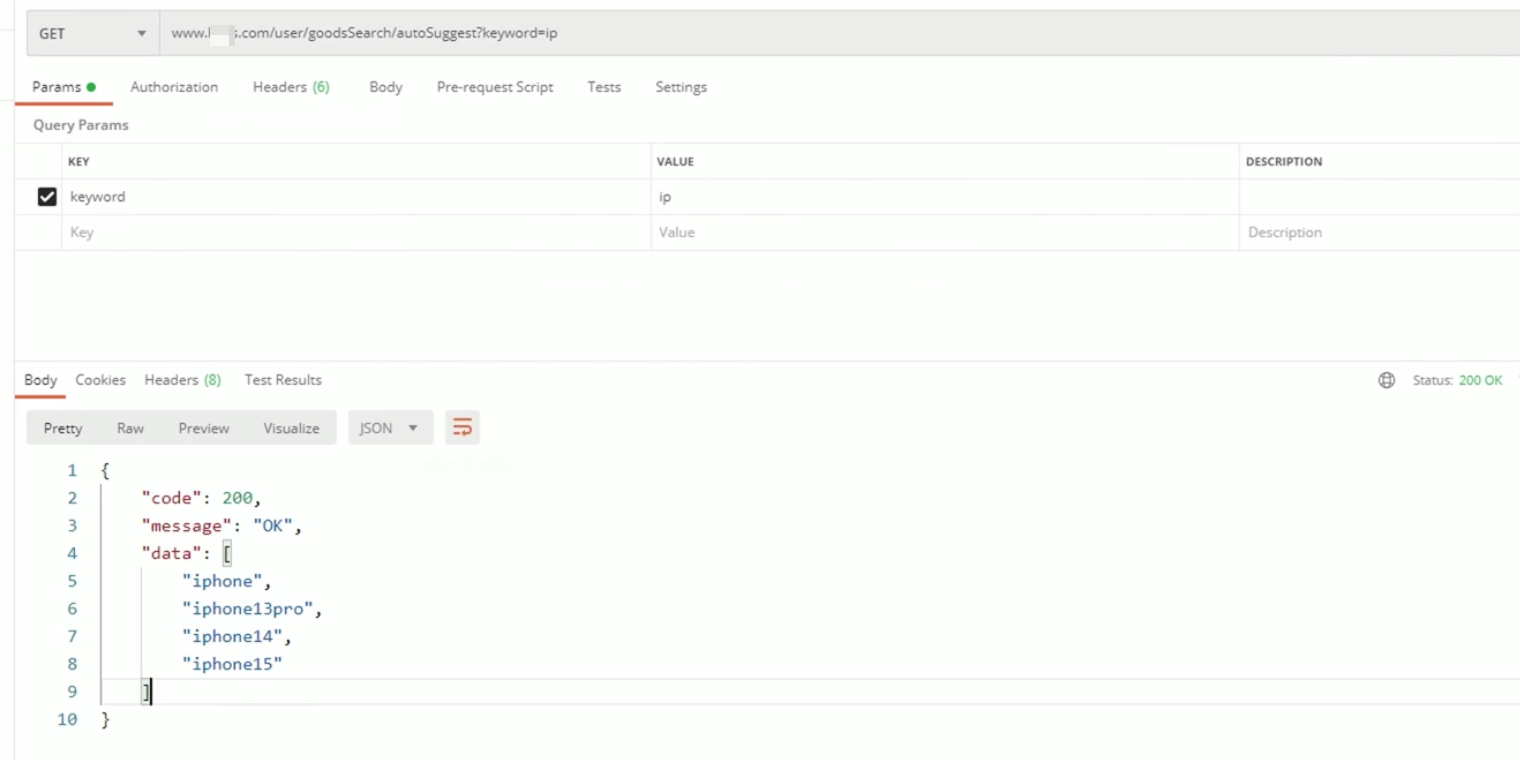 GET www. .com/user/goodsSearch/autoSuggest?keyword=ip
Params Authorization Headers (6) Body Pre-request Script Tests Settings
Query Params
KEY VALUE DESCRIPTION
keyword ip
Key Value Description
Body Cookies Headers (8) Test Results Status: 200 OK
Pretty Raw Preview Visualize JSON
1 {
2 "code": 200,
3 "message": "OK",
4 "data": [
5 "iphone",
6 "iphone13pro",
7 "iphone14",
8 "iphone15"
9 ]
10 }